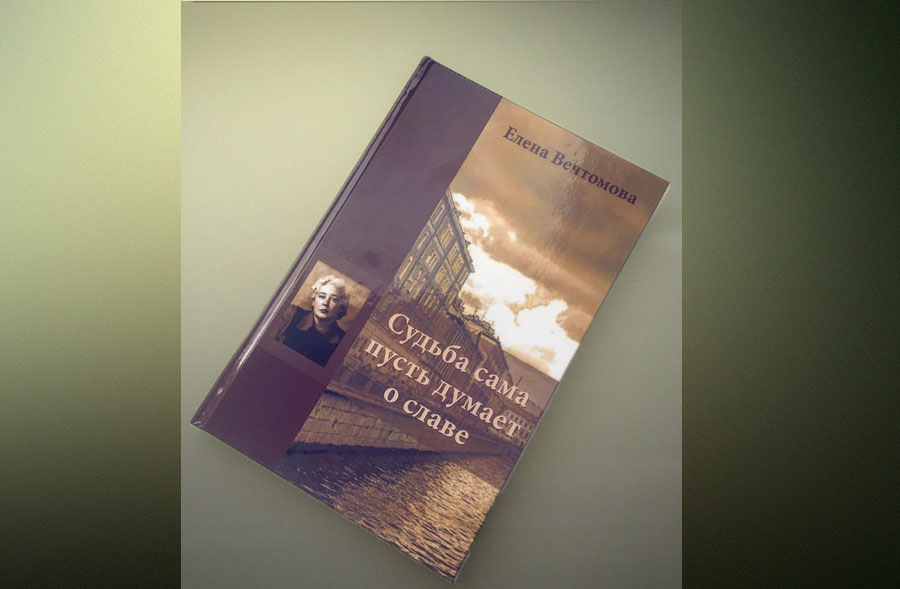 Елена Вечтомова
Судьба сама
пусть думает
о славе